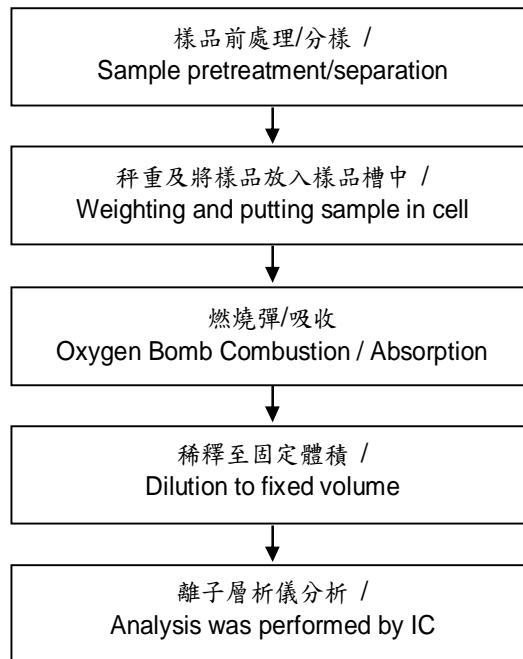 樣品前處理/分樣 /
Sample pretreatment/separation
秤重及將樣品放入樣品槽中 /
Weighting and putting sample in cell
燃燒彈/吸收
Oxygen Bomb Combustion / Absorption
稀釋至固定體積 /
Dilution to fixed volume
離子層析儀分析 /
Analysis was performed by IC